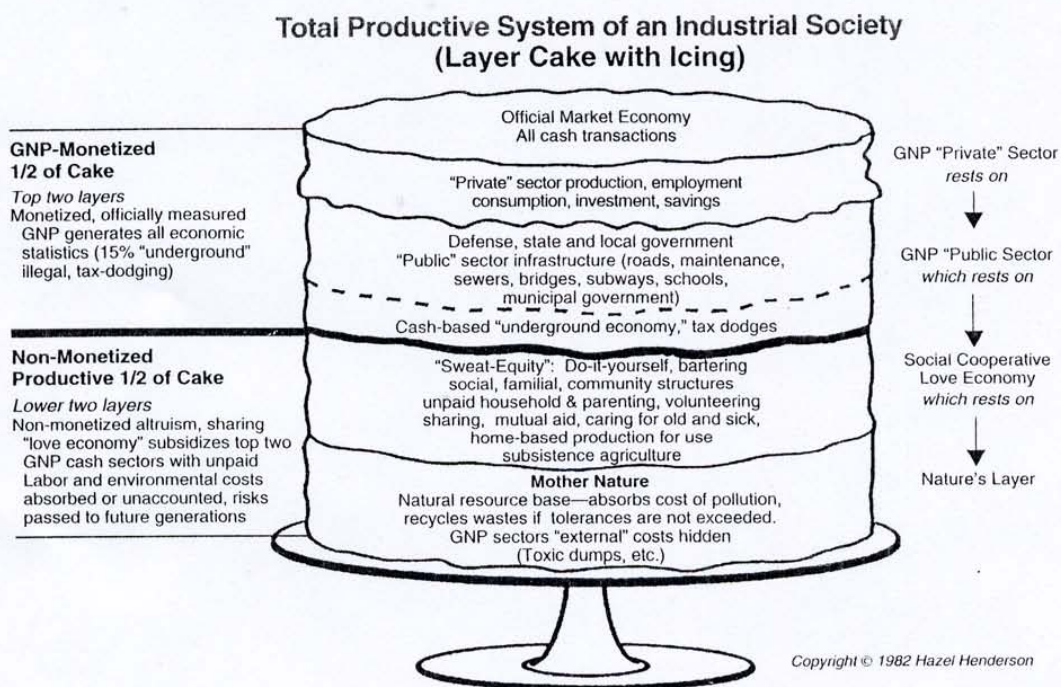 Total Productive System of an Industrial Society
(Layer Cake with Icing)
GNP-Monetized
1/2 of Cake
Top two layers
Monetized, officially measured
GNP generates all economic
statistics (15% "underground"
illegal, tax-dodging)
Non-Monetized
Productive 1/2 of Cake
Lower two layers
Non-monetized altruism, sharing
"love economy" subsidizes top two
GNP cash sectors with unpaid
Labor and environmental costs
absorbed or unaccounted, risks
passed to future generations
Official Market Economy
All cash transactions
"Private" sector production, employment
consumption, investment, savings
Defense, state and local government
"Public" sector infrastructure (roads, maintenance,
sewers, bridges, subways, schools,
municipal government)
Cash-based "underground economy," tax dodges
"Sweat-Equity": Do-it-yourself, bartering
social, familial, community structures
unpaid household & parenting, volunteering
sharing, mutual aid, caring for old and sick,
home-based production for use
subsistence agriculture
Mother Nature
Natural resource base—absorbs cost of pollution,
recycles wastes if tolerances are not exceeded.
GNP sectors "external" costs hidden
(Toxic dumps, etc.)
GNP "Private" Sector
rests on
GNP "Public Sector
which rests on
Social Cooperative
Love Economy
which rests on
Nature's Layer
Copyright © 1982 Hazel Henderson